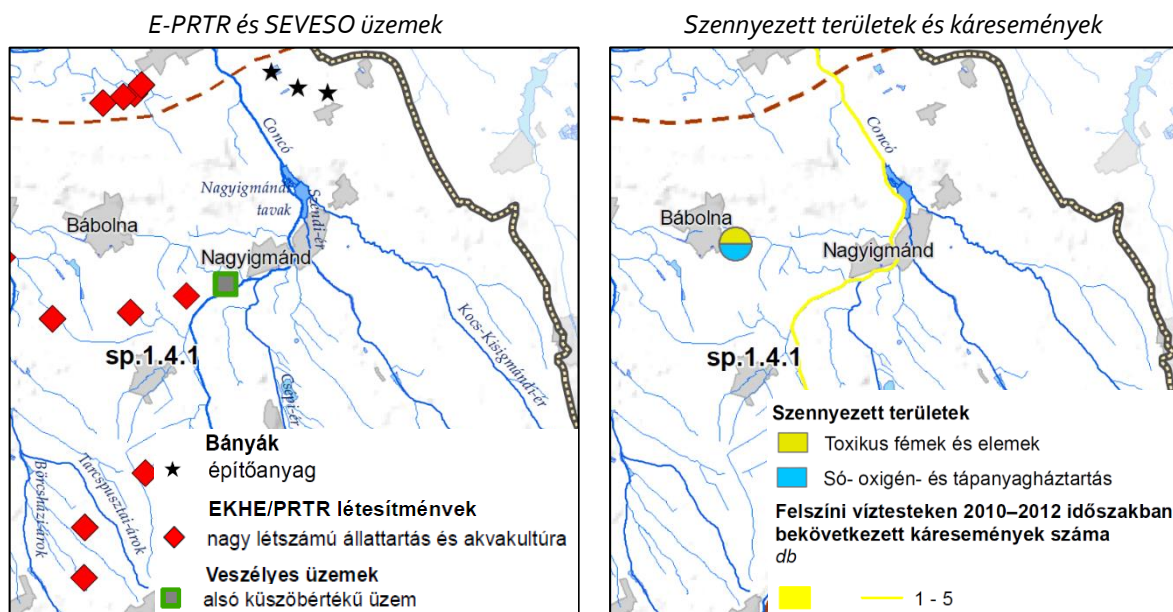 E-PRTR és SEVESO üzemek
Concó
Nagyigmándi
tavak
Szendi-ér
Bábolna
Nagyigmánd
Kocs-Kisigmándi-ér
sp.1.4.1
Csépi-ér
Börcsházi-árok
Tarcspusztai-árok
Bányák
építőanyag
EKHE/PRTR létesítménvek
nagy létszámú állattartás és akvakultúra
Veszélyes üzemek
alsó küszöbértékű üzem
Szennyezett területek és káresemények
Concó
Bábolna
Nagyigmánd
sp.1.4.1
Szennyezett területek
Toxikus fémek és elemek
Só- oxigén- és tápanyagháztartás
Felszíni víztesteken 2010–2012 időszakban
bekövetkezett káresemények száma
db
1 - 5